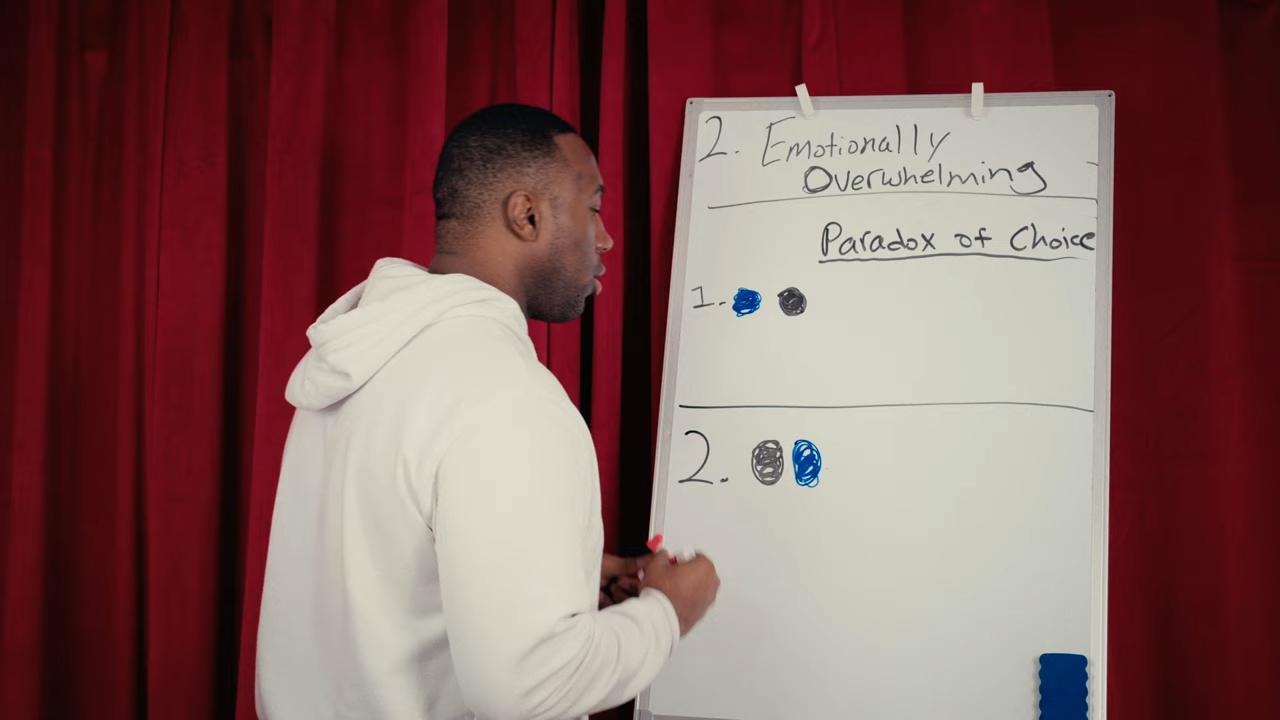 2. Emotionally
Overwhelming
Paradox of Choice
1.
2.